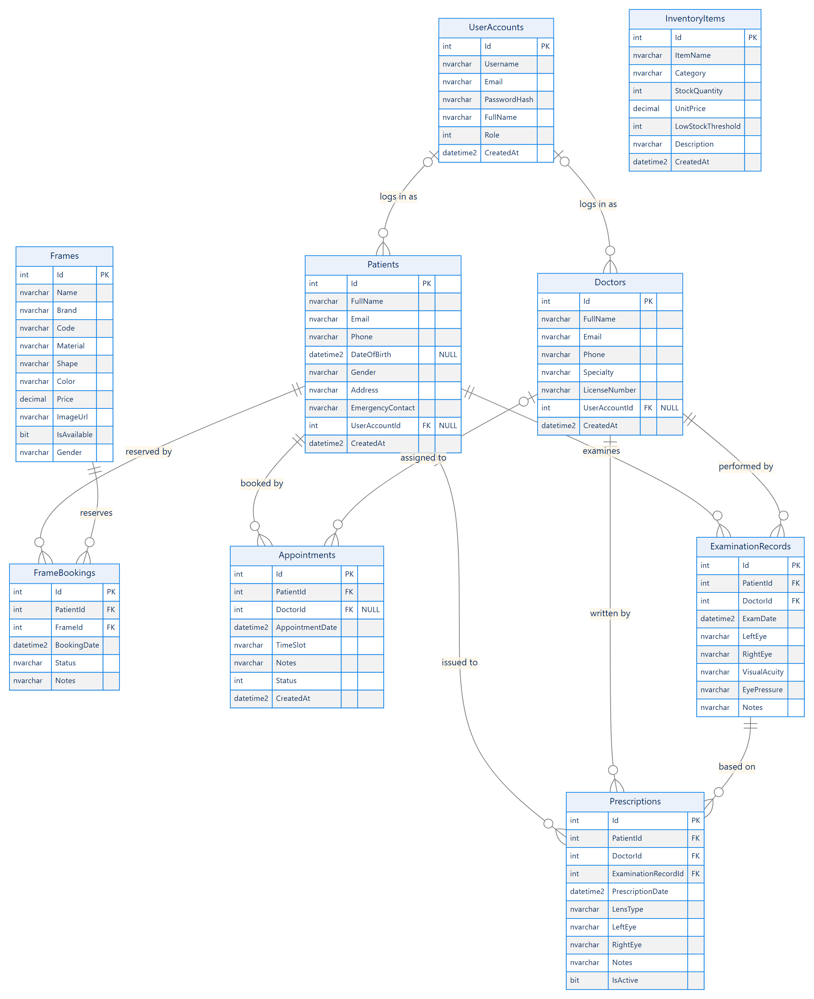 UserAccounts
int Id PK
nvarchar Username
nvarchar Email
nvarchar PasswordHash
nvarchar FullName
int Role
datetime2 CreatedAt
InventoryItems
int Id PK
nvarchar ItemName
nvarchar Category
int StockQuantity
decimal UnitPrice
int LowStockThreshold
nvarchar Description
datetime2 CreatedAt
logs in as
logs in as
Frames
int Id PK
nvarchar Name
nvarchar Brand
nvarchar Code
nvarchar Material
nvarchar Shape
nvarchar Color
decimal Price
nvarchar ImageUrl
bit IsAvailable
nvarchar Gender
Patients
int Id PK
nvarchar FullName
nvarchar Email
nvarchar Phone
datetime2 DateOfBirth NULL
nvarchar Gender
nvarchar Address
nvarchar EmergencyContact
int UserAccountId FK NULL
datetime2 CreatedAt
Doctors
int Id PK
nvarchar FullName
nvarchar Email
nvarchar Phone
nvarchar Specialty
nvarchar LicenseNumber
int UserAccountId FK NULL
datetime2 CreatedAt
reserved by
assigned to
examines
performed by
booked by
reserves
FrameBookings
int Id PK
int PatientId FK
int FrameId FK
datetime2 BookingDate
nvarchar Status
nvarchar Notes
Appointments
int Id PK
int PatientId FK
int DoctorId FK NULL
datetime2 AppointmentDate
nvarchar TimeSlot
nvarchar Notes
int Status
datetime2 CreatedAt
ExaminationRecords
int Id PK
int PatientId FK
int DoctorId FK
datetime2 ExamDate
nvarchar LeftEye
nvarchar RightEye
nvarchar VisualAcuity
nvarchar EyePressure
nvarchar Notes
written by
issued to
based on
Prescriptions
int Id PK
int PatientId FK
int DoctorId FK
int ExaminationRecordId FK
datetime2 PrescriptionDate
nvarchar LensType
nvarchar LeftEye
nvarchar RightEye
nvarchar Notes
bit IsActive